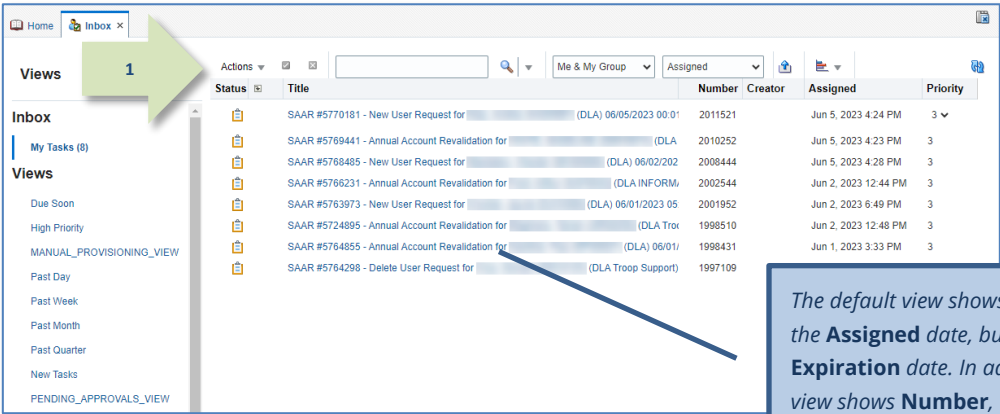 Home Inbox ×
1
Views
Actions Me & My Group Assigned
Status Title Number Creator Assigned Priority
Inbox
My Tasks (8)
Views
Due Soon
High Priority
MANUAL_PROVISIONING_VIEW
Past Day
Past Week
Past Month
Past Quarter
New Tasks
PENDING_APPROVALS_VIEW
SAAR #5770181 - New User Request for (DLA) 06/05/2023 00:01 2011521 Jun 5, 2023 4:24 PM 3
SAAR #5769441 - Annual Account Revalidation for (DLA 2010252 Jun 5, 2023 4:23 PM 3
SAAR #5768485 - New User Request for (DLA) 06/02/202 2008444 Jun 5, 2023 4:28 PM 3
SAAR #5766231 - Annual Account Revalidation for (DLA INFORM 2002544 Jun 2, 2023 12:44 PM 3
SAAR #5763973 - New User Request for (DLA) 06/01/2023 05 2001952 Jun 2, 2023 6:49 PM 3
SAAR #5724895 - Annual Account Revalidation for (DLA Troo 1998510 Jun 2, 2023 12:48 PM 3
SAAR #5764855 - Annual Account Revalidation for (DLA) 06/01/ 1998431 Jun 1, 2023 3:33 PM 3
SAAR #5764298 - Delete User Request for (DLA Troop Support) 1997109
The default view shows
the Assigned date, bu
Expiration date. In ad
view shows Number,